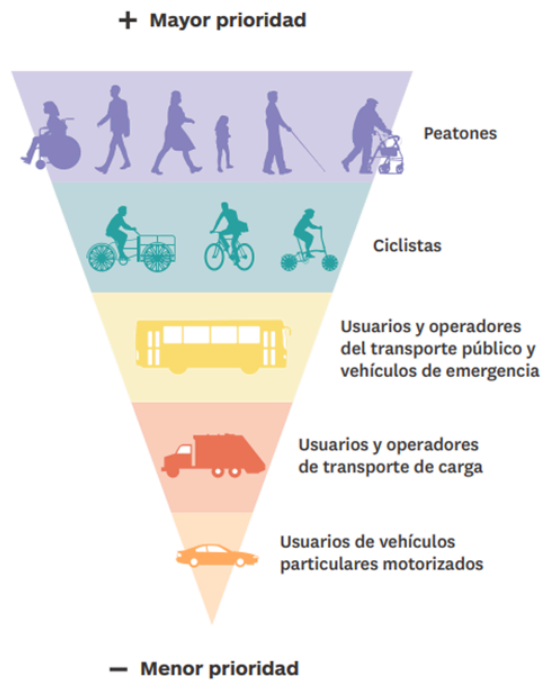 + Mayor prioridad
Peatones
Ciclistas
Usuarios y operadores
del transporte público y
vehículos de emergencia
Usuarios y operadores
de transporte de carga
Usuarios de vehículos
particulares motorizados
− Menor prioridad